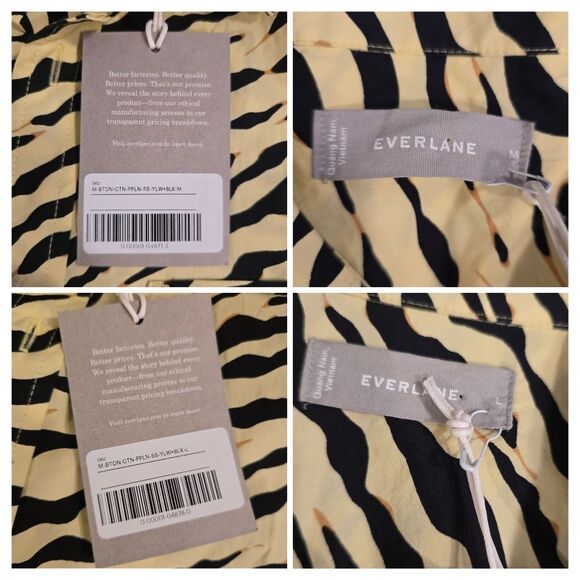 Better factories. Better quality.
Better prices. That's our promise.
We reveal the story behind every
product—from our ethical
manufacturing process to our
transparent pricing breakdown.
Visit everlane.com to learn more.
SKU
M-BTDN-CTN-PPLN-SS-YLW+BLK-M
0-00001-04877-3
Quang Nam,
Vietnam
EVERLANE
M
Better factories. Better quality.
Better prices. That's our promise.
We reveal the story behind every
product—from our ethical
manufacturing process to our
transparent pricing breakdown.
Visit everlane.com to learn more.
SKU
M-BTDN-CTN-PPLN-SS-YLW+BLK-L
0-00001-04878-0
Quang Nam,
Vietnam
EVERLANE
L